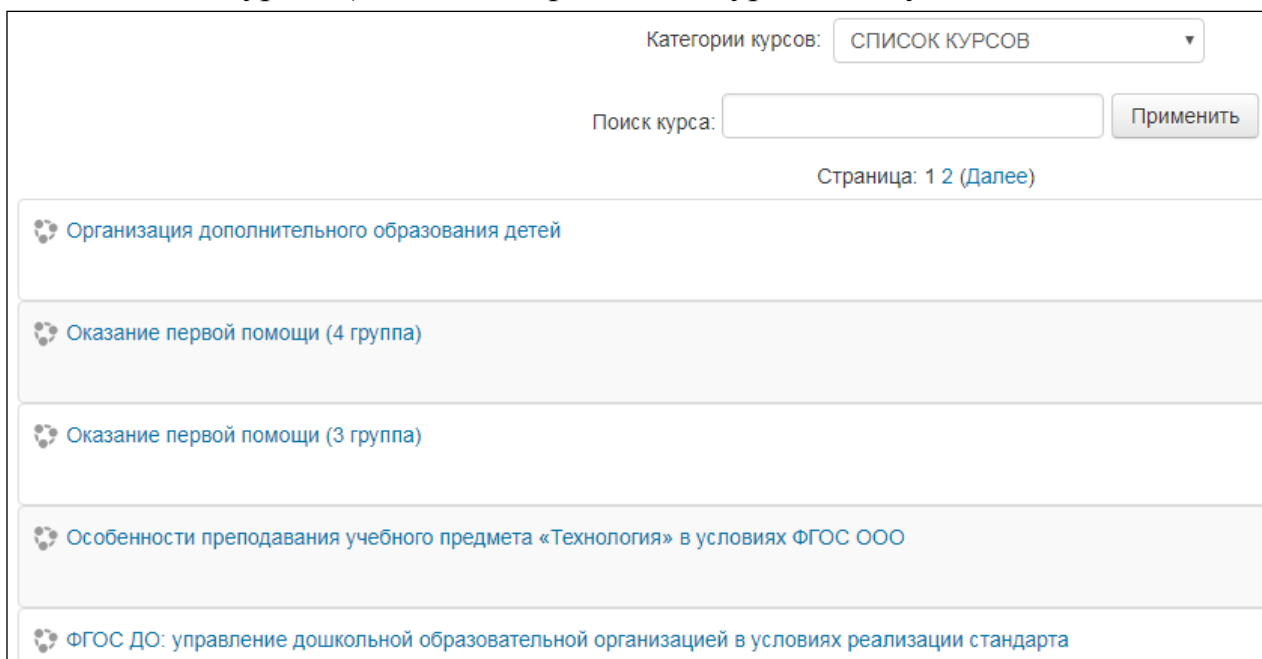 Категории курсов: СПИСОК КУРСОВ
Поиск курса: Применить
Страница: 1 2 (Далее)
Организация дополнительного образования детей
Оказание первой помощи (4 группа)
Оказание первой помощи (3 группа)
Особенности преподавания учебного предмета «Технология» в условиях ФГОС ООО
ФГОС ДО: управление дошкольной образовательной организацией в условиях реализации стандарта